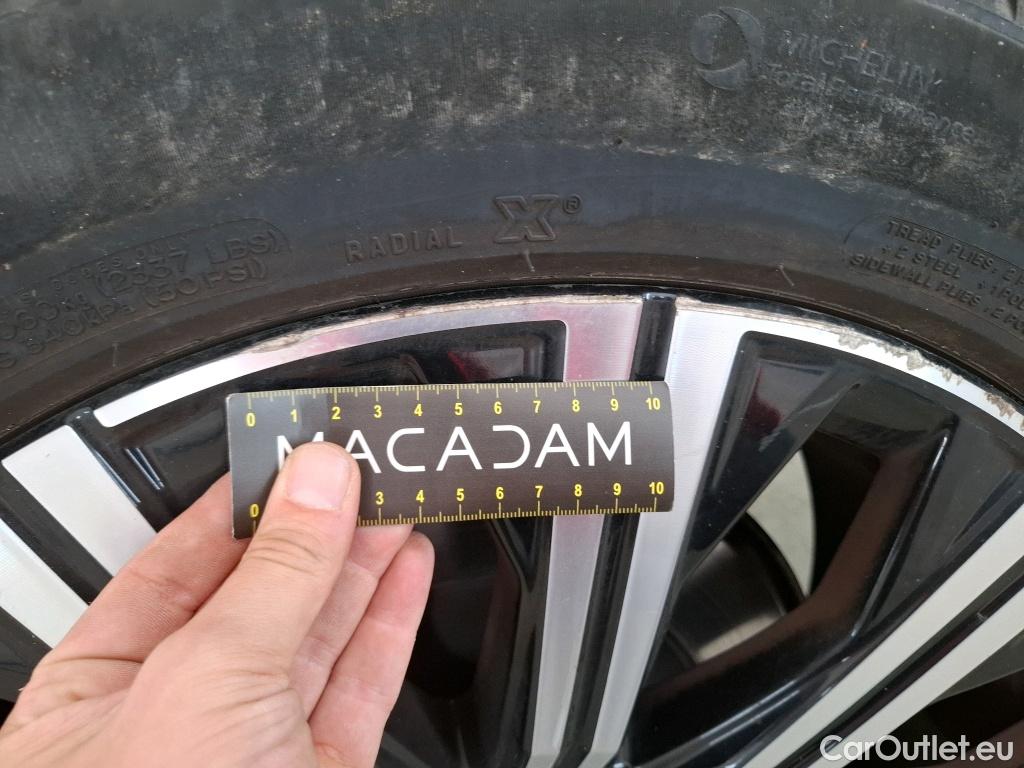 MICHELIN
Total Performance
RADIAL X®
(2337 LBS)
(50 PSI)
TREAD PLIES: 2
+ 2 STEEL
SIDEWALL PLIES
0 1 2 3 4 5 6 7 8 9 10
MACADAM
0 3 4 5 6 7 8 9 10
CarOutlet.eu